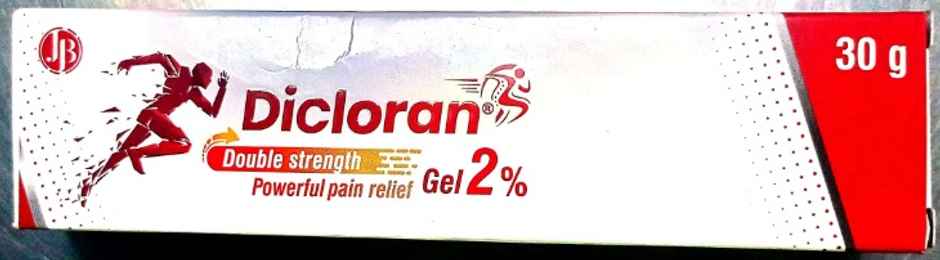 JB
30 g
Dicloran®
Double strength
Powerful pain relief
Gel 2%